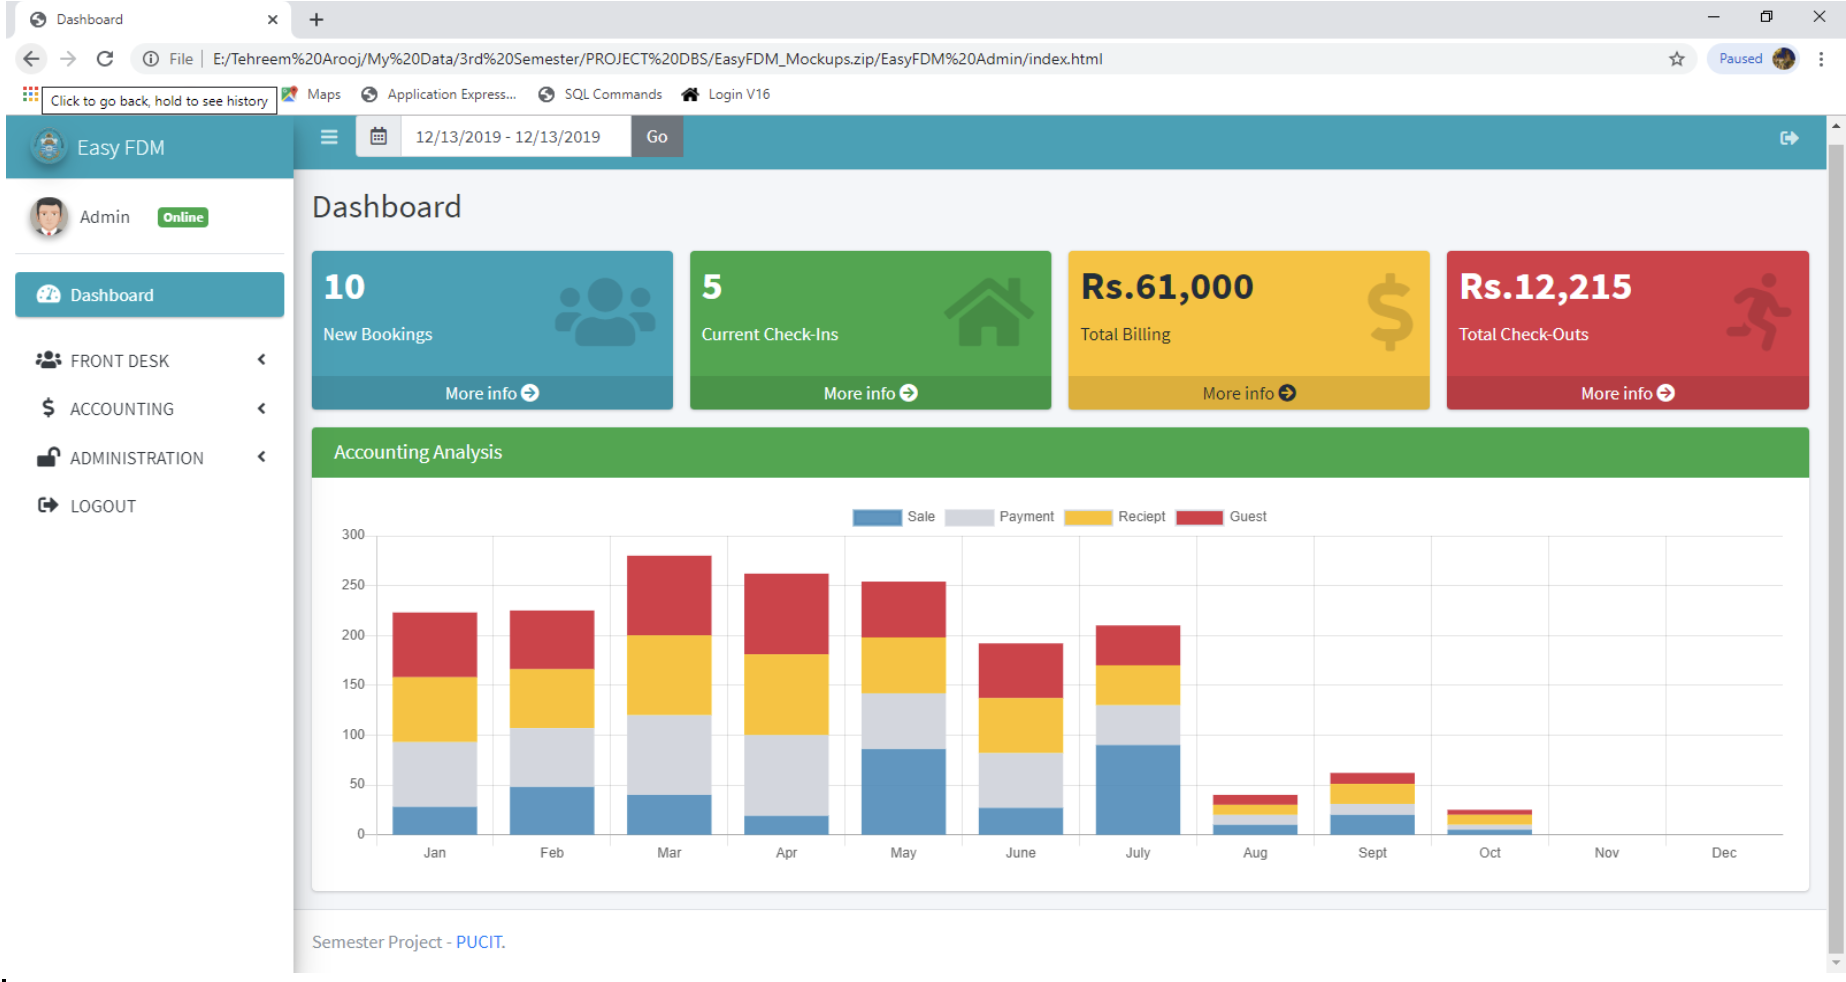 Dashboard
File E:/Tehreem%20Arooj/My%20Data/3rd%20Semester/PROJECT%20DBS/EasyFDM_Mockups.zip/EasyFDM%20Admin/index.html
Paused
Click to go back, hold to see history
Maps
Application Express...
SQL Commands
Login V16
Easy FDM
12/13/2019 - 12/13/2019
Go
Admin
Online
Dashboard
FRONT DESK
ACCOUNTING
ADMINISTRATION
LOGOUT
Dashboard
10
New Bookings
More info
5
Current Check-Ins
More info
Rs.61,000
Total Billing
More info
Rs.12,215
Total Check-Outs
More info
Accounting Analysis
Sale Payment Reciept Guest
300
250
200
150
100
50
0
Jan Feb Mar Apr May June July Aug Sept Oct Nov Dec
Semester Project - PUCIT.